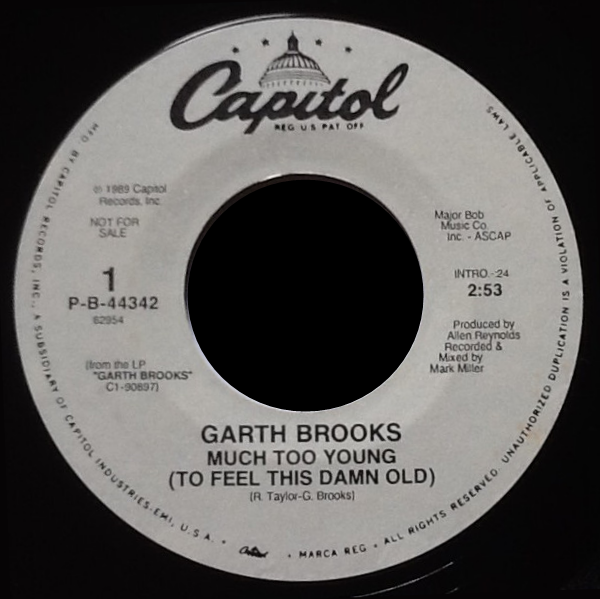 Capitol
REG. U.S. PAT. OFF.
℗ 1989 Capitol
Records, Inc.
NOT FOR
SALE
1
P-B-44342
62954
(from the LP
"GARTH BROOKS"
C1-90897)
Major Bob
Music Co.
Inc. - ASCAP
INTRO.-:24
2:53
Produced by
Allen Reynolds
Recorded &
Mixed by
Mark Miller
GARTH BROOKS
MUCH TOO YOUNG
(TO FEEL THIS DAMN OLD)
(R. Taylor-G. Brooks)
MFD. BY CAPITOL RECORDS, INC., A SUBSIDIARY OF CAPITOL INDUSTRIES-EMI, U.S.A. • Capitol • MARCA REG. • ALL RIGHTS RESERVED. UNAUTHORIZED DUPLICATION IS A VIOLATION OF APPLICABLE LAWS